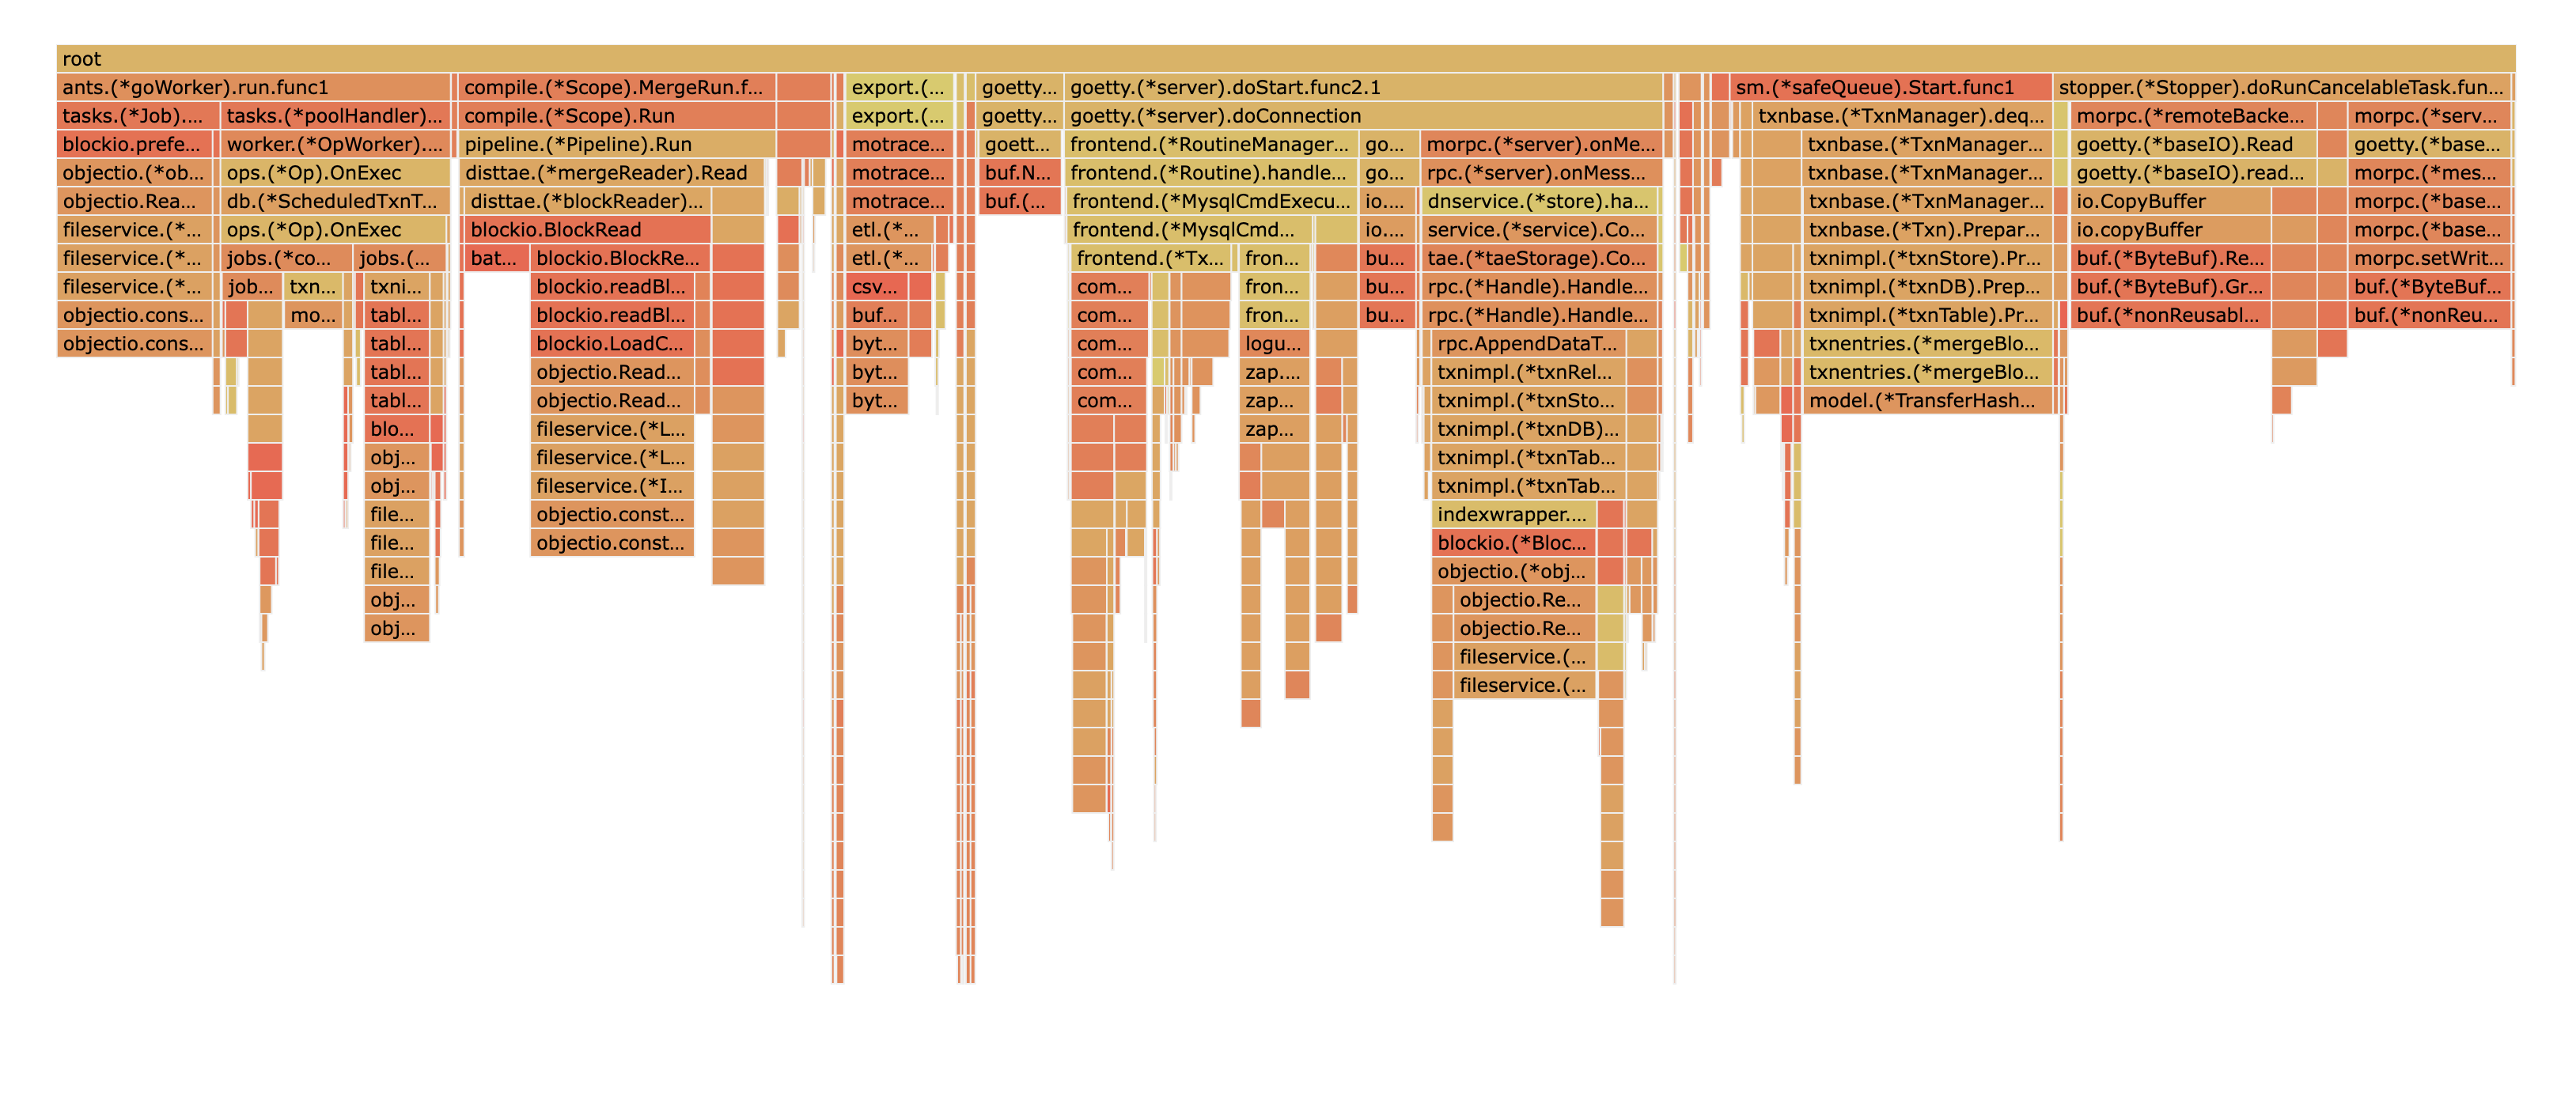 root
ants.(*goWorker).run.func1 compile.(*Scope).MergeRun.f... export.(... goetty... goetty.(*server).doStart.func2.1 sm.(*safeQueue).Start.func1 stopper.(*Stopper).doRunCancelableTask.fun...
tasks.(*Job).... tasks.(*poolHandler)... compile.(*Scope).Run export.(... goetty... goetty.(*server).doConnection txnbase.(*TxnManager).deq... morpc.(*remoteBacke... morpc.(*serv...
blockio.prefe... worker.(*OpWorker).... pipeline.(*Pipeline).Run motrace... goett... frontend.(*RoutineManager... go... morpc.(*server).onMe... txnbase.(*TxnManager... goetty.(*baseIO).Read goetty.(*base...
objectio.(*ob... ops.(*Op).OnExec disttae.(*mergeReader).Read motrace... buf.N... frontend.(*Routine).handle... go... rpc.(*server).onMess... txnbase.(*TxnManager... goetty.(*baseIO).read... morpc.(*mes...
objectio.Rea... db.(*ScheduledTxnT... disttae.(*blockReader)... motrace... buf.(... frontend.(*MysqlCmdExecu... io.... dnservice.(*store).ha... txnbase.(*TxnManager... io.CopyBuffer morpc.(*base...
fileservice.(*... ops.(*Op).OnExec blockio.BlockRead etl.(*... frontend.(*MysqlCmd... io.... service.(*service).Co... txnbase.(*Txn).Prepar... io.copyBuffer morpc.(*base...
fileservice.(*... jobs.(*co... jobs.(... bat... blockio.BlockRe... etl.(*... frontend.(*Tx... fron... bu... tae.(*taeStorage).Co... txnimpl.(*txnStore).Pr... buf.(*ByteBuf).Re... morpc.setWrit...
fileservice.(*... job... txn... txni... blockio.readBl... csv... com... fron... bu... rpc.(*Handle).Handle... txnimpl.(*txnDB).Prep... buf.(*ByteBuf).Gr... buf.(*ByteBuf...
objectio.cons... mo... tabl... blockio.readBl... buf... com... fron... bu... rpc.(*Handle).Handle... txnimpl.(*txnTable).Pr... buf.(*nonReusabl... buf.(*nonReu...
objectio.cons... tabl... blockio.LoadC... byt... com... logu... rpc.AppendDataT... txnentries.(*mergeBlo...
tabl... objectio.Read... byt... com... zap.... txnimpl.(*txnRel... txnentries.(*mergeBlo...
tabl... objectio.Read... byt... com... zap... txnimpl.(*txnSto... model.(*TransferHash...
blo... fileservice.(*L... zap... txnimpl.(*txnDB)...
obj... fileservice.(*L... txnimpl.(*txnTab...
obj... fileservice.(*I... txnimpl.(*txnTab...
file... objectio.const... indexwrapper....
file... objectio.const... blockio.(*Bloc...
file... objectio.(*obj...
obj... objectio.Re...
obj... objectio.Re...
fileservice.(...
fileservice.(...